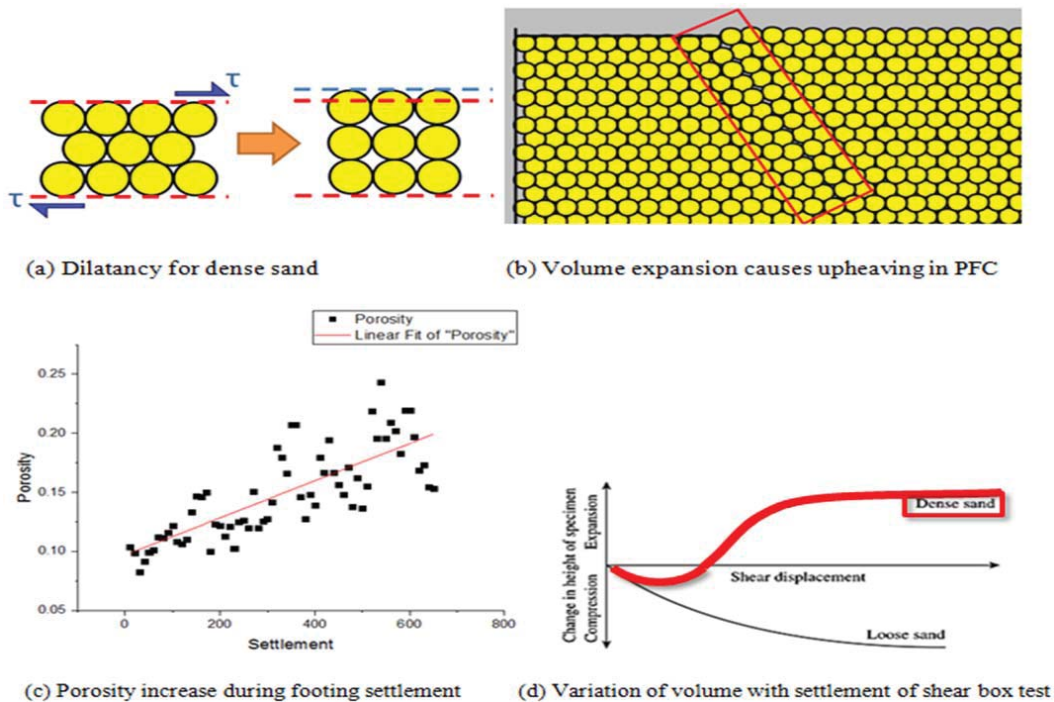 τ
τ
(a) Dilatancy for dense sand
(b) Volume expansion causes upheaving in PFC
Porosity
Linear Fit of "Porosity"
0.25
0.20
0.15
0.10
0.05
Porosity
0
200
400
600
800
Settlement
Change in height of specimen
Compression Expansion
Dense sand
Shear displacement
Loose sand
(c) Porosity increase during footing settlement
(d) Variation of volume with settlement of shear box test